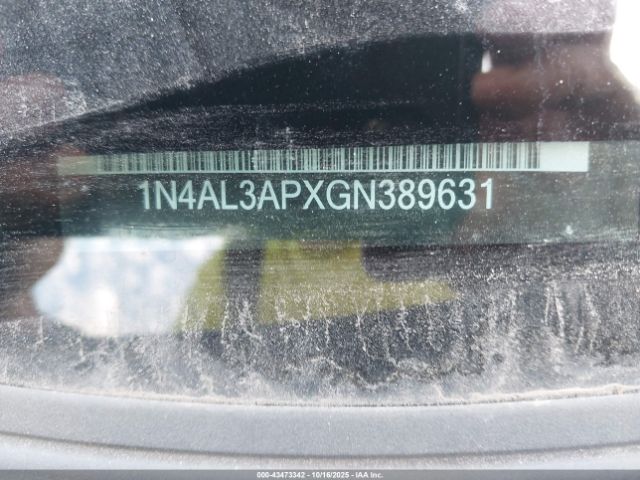 1N4AL3APXGN389631
000-43473342 | 10/16/2025 - IAA Inc.